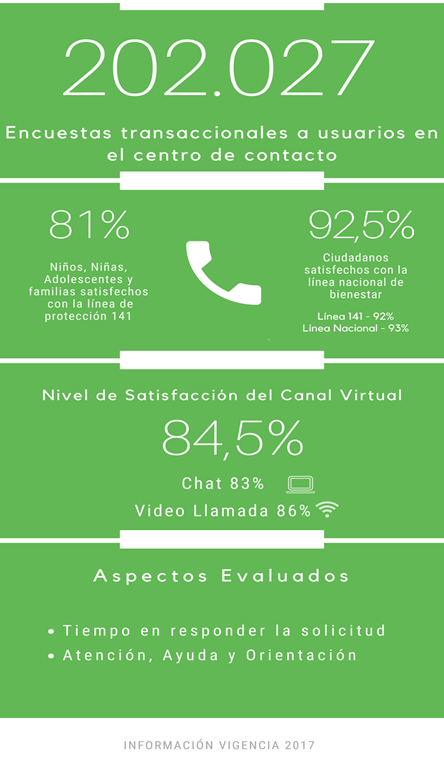 202.027
Encuestas transaccionales a usuarios en
el centro de contacto
81%
Niños, Niñas,
Adolescentes y
familias satisfechos
con la línea de
protección 141
92,5%
Ciudadanos
satisfechos con la
línea nacional de
bienestar
Línea 141 - 92%
Línea Nacional - 93%
Nivel de Satisfacción del Canal Virtual
84,5%
Chat 83%
Video Llamada 86%
Aspectos Evaluados
• Tiempo en responder la solicitud
• Atención, Ayuda y Orientación
INFORMACIÓN VIGENCIA 2017